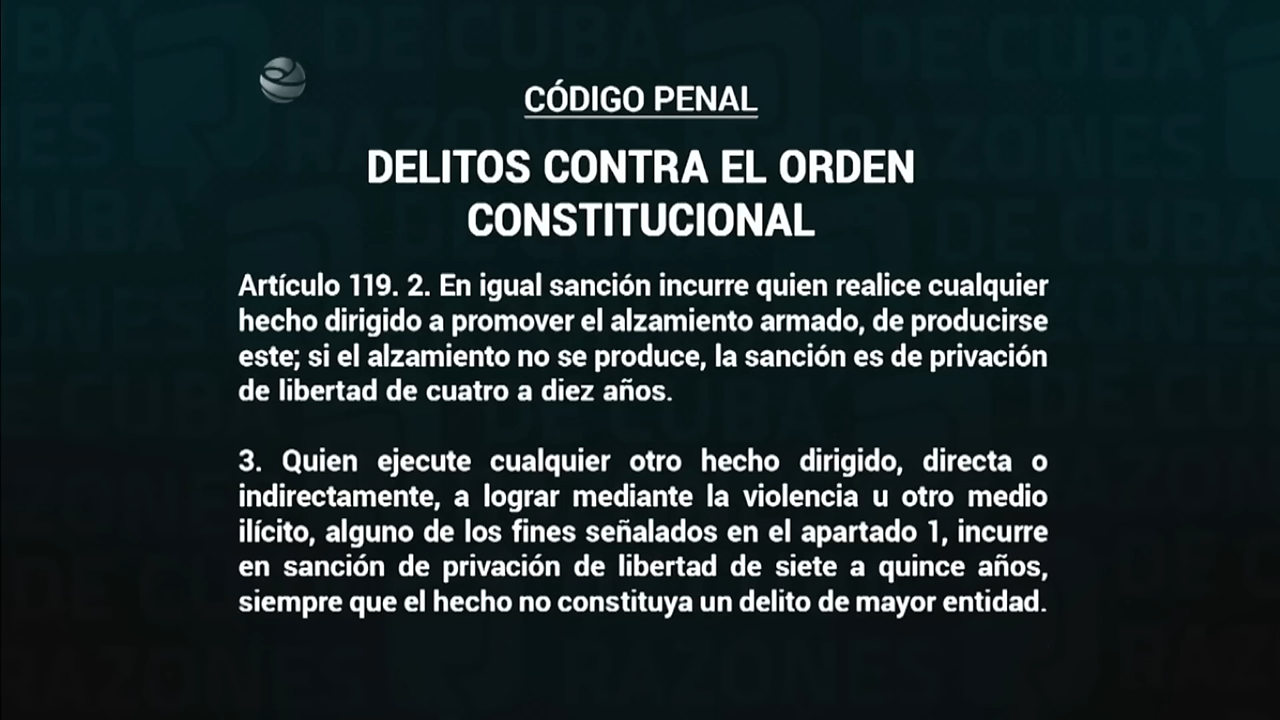 CÓDIGO PENAL
DELITOS CONTRA EL ORDEN
CONSTITUCIONAL
Artículo 119. 2. En igual sanción incurre quien realice cualquier
hecho dirigido a promover el alzamiento armado, de producirse
este; si el alzamiento no se produce, la sanción es de privación
de libertad de cuatro a diez años.
3. Quien ejecute cualquier otro hecho dirigido, directa o
indirectamente, a lograr mediante la violencia u otro medio
ilícito, alguno de los fines señalados en el apartado 1, incurre
en sanción de privación de libertad de siete a quince años,
siempre que el hecho no constituya un delito de mayor entidad.